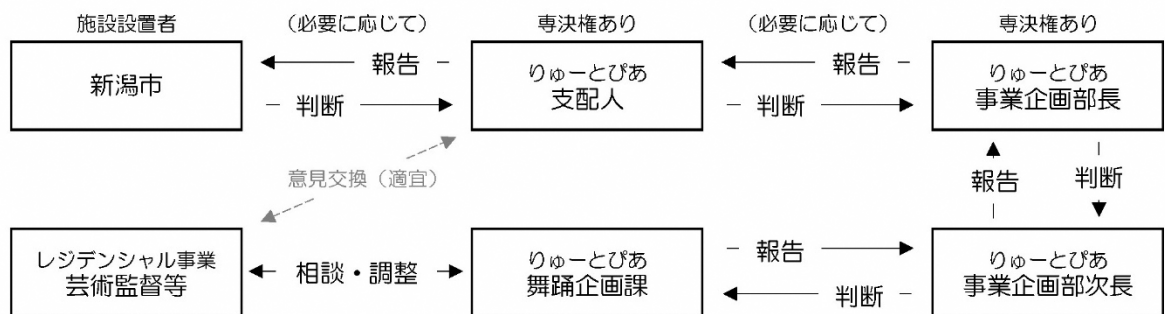 施設設置者
(必要に応じて)
専決権あり
(必要に応じて)
専決権あり
新潟市
報告
判断
りゅーとぴあ
支配人
報告
判断
りゅーとぴあ
事業企画部長
意見交換(適宜)
報告
判断
レジデンシャル事業
芸術監督等
相談・調整
りゅーとぴあ
舞踊企画課
報告
判断
りゅーとぴあ
事業企画部次長